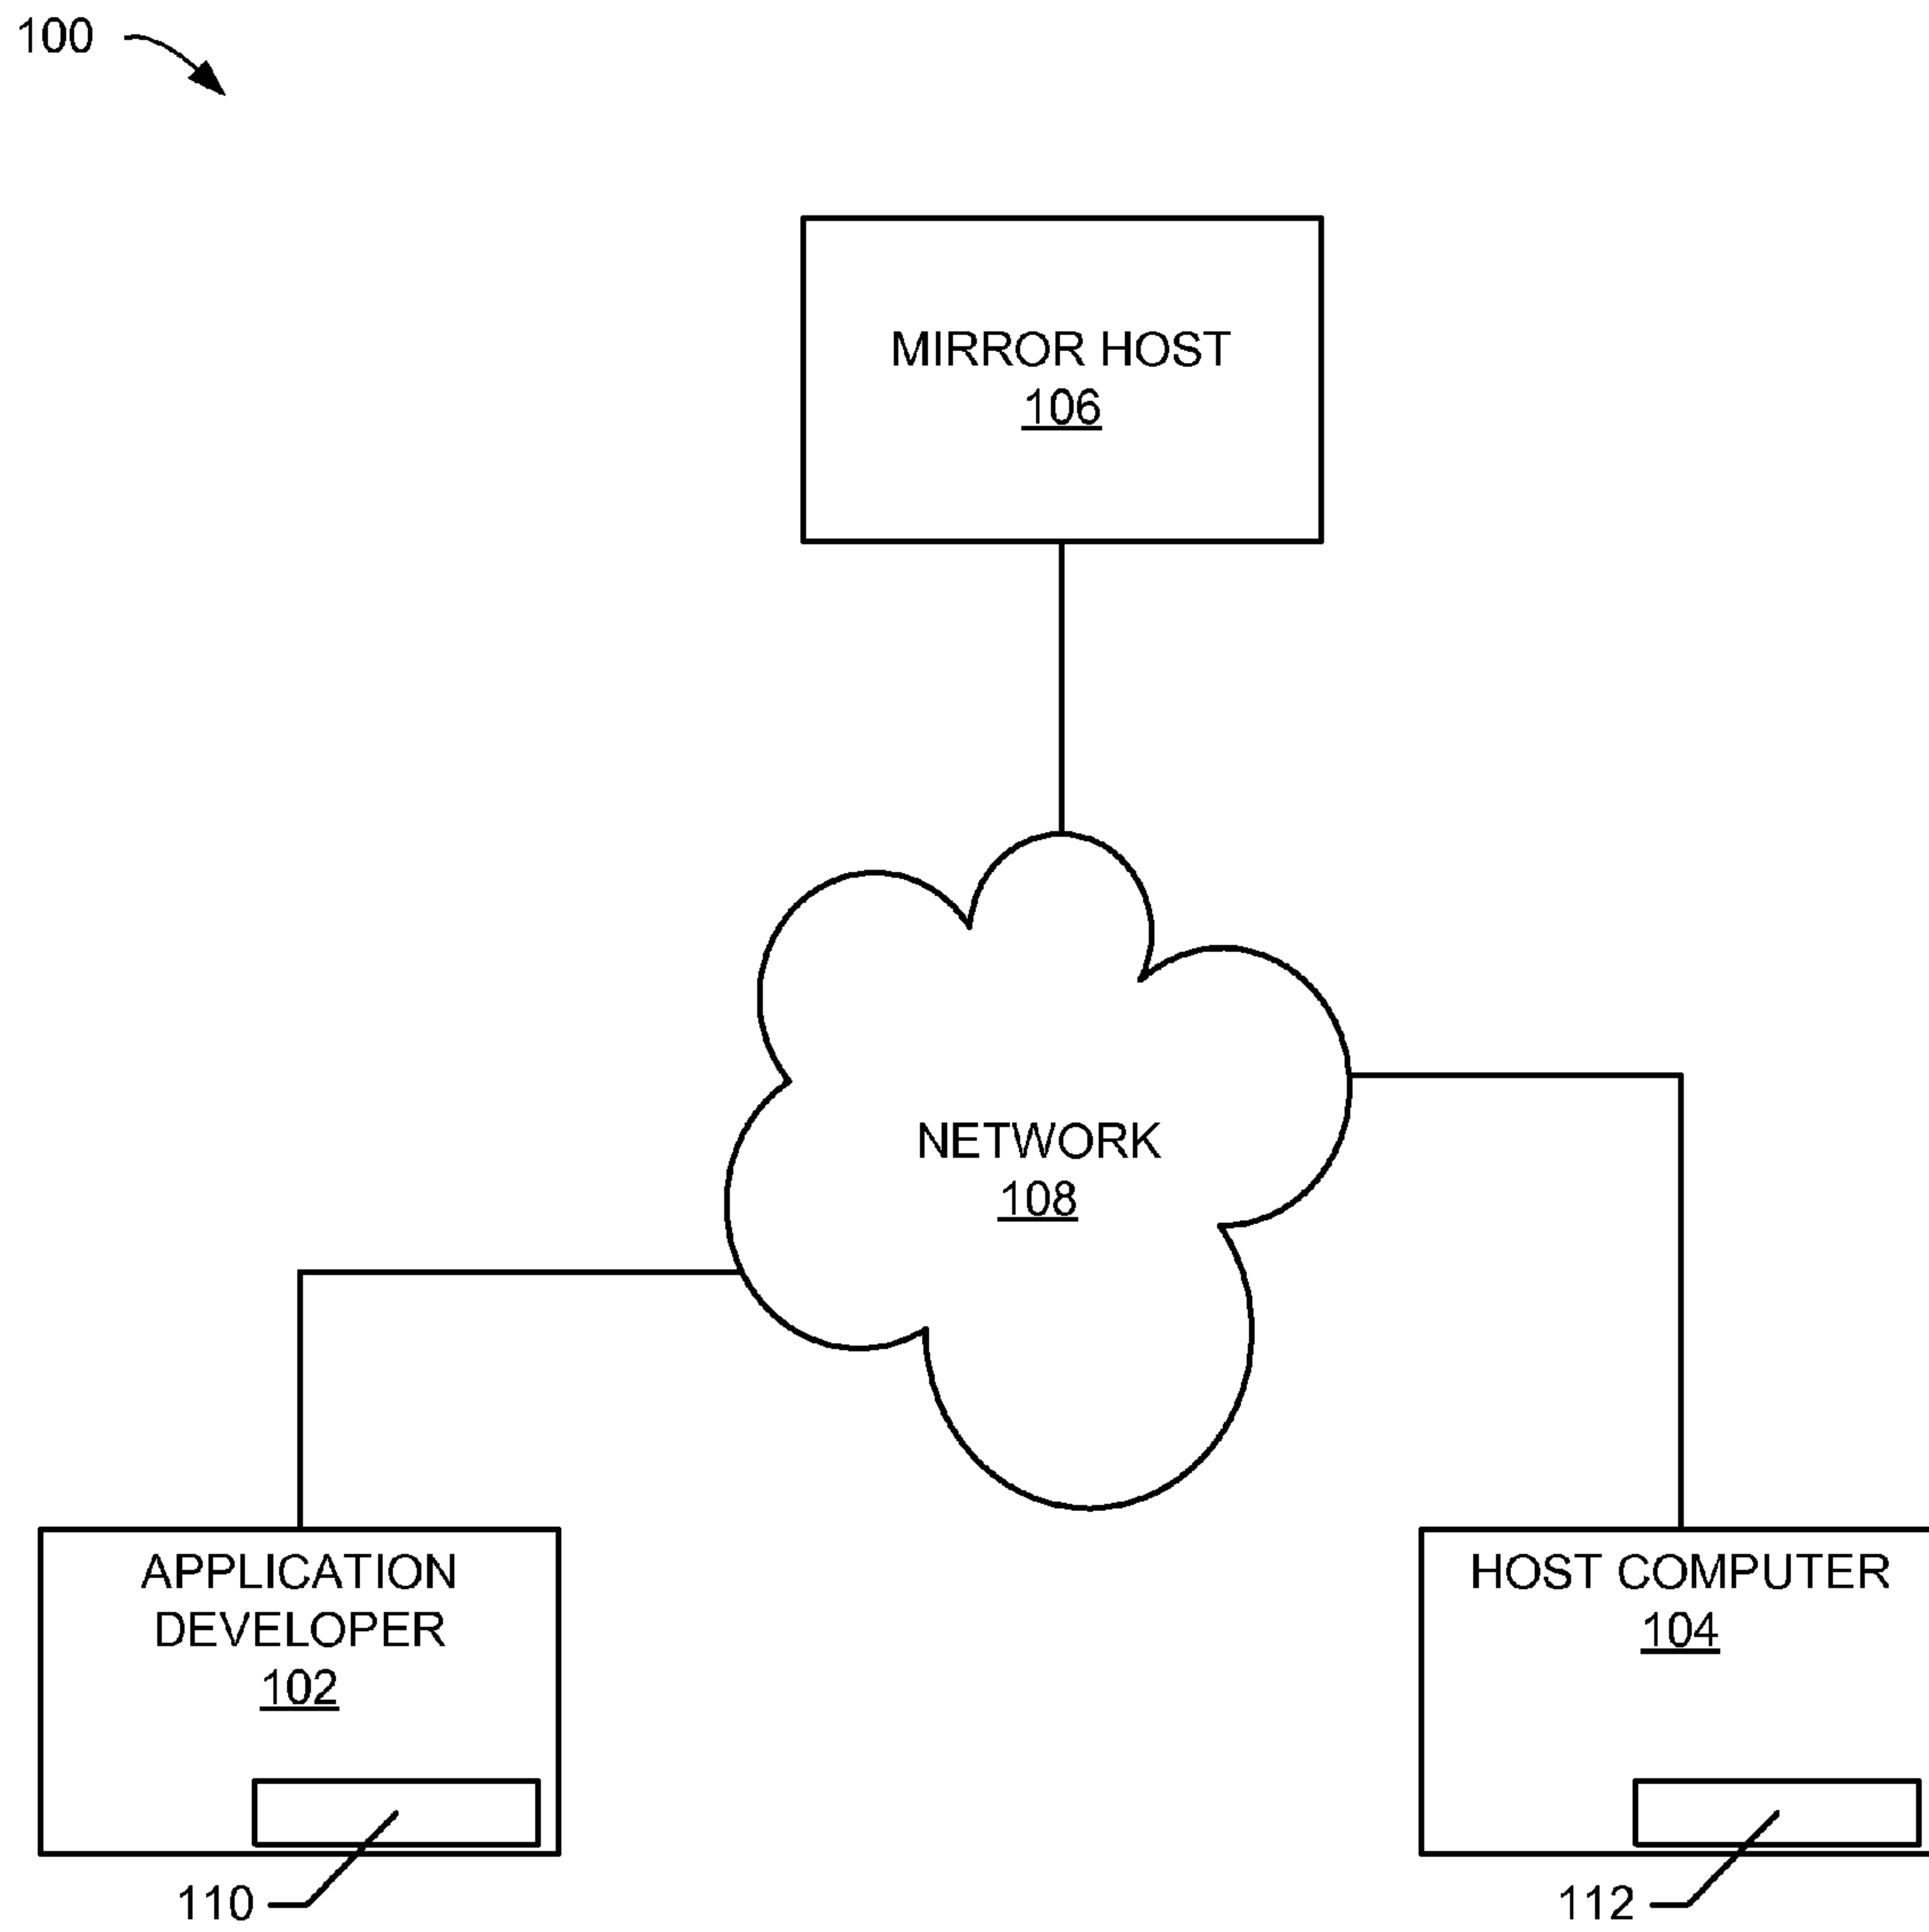 100
MIRROR HOST
106
NETWORK
108
APPLICATION
DEVELOPER
102
HOST COMPUTER
104
110
112